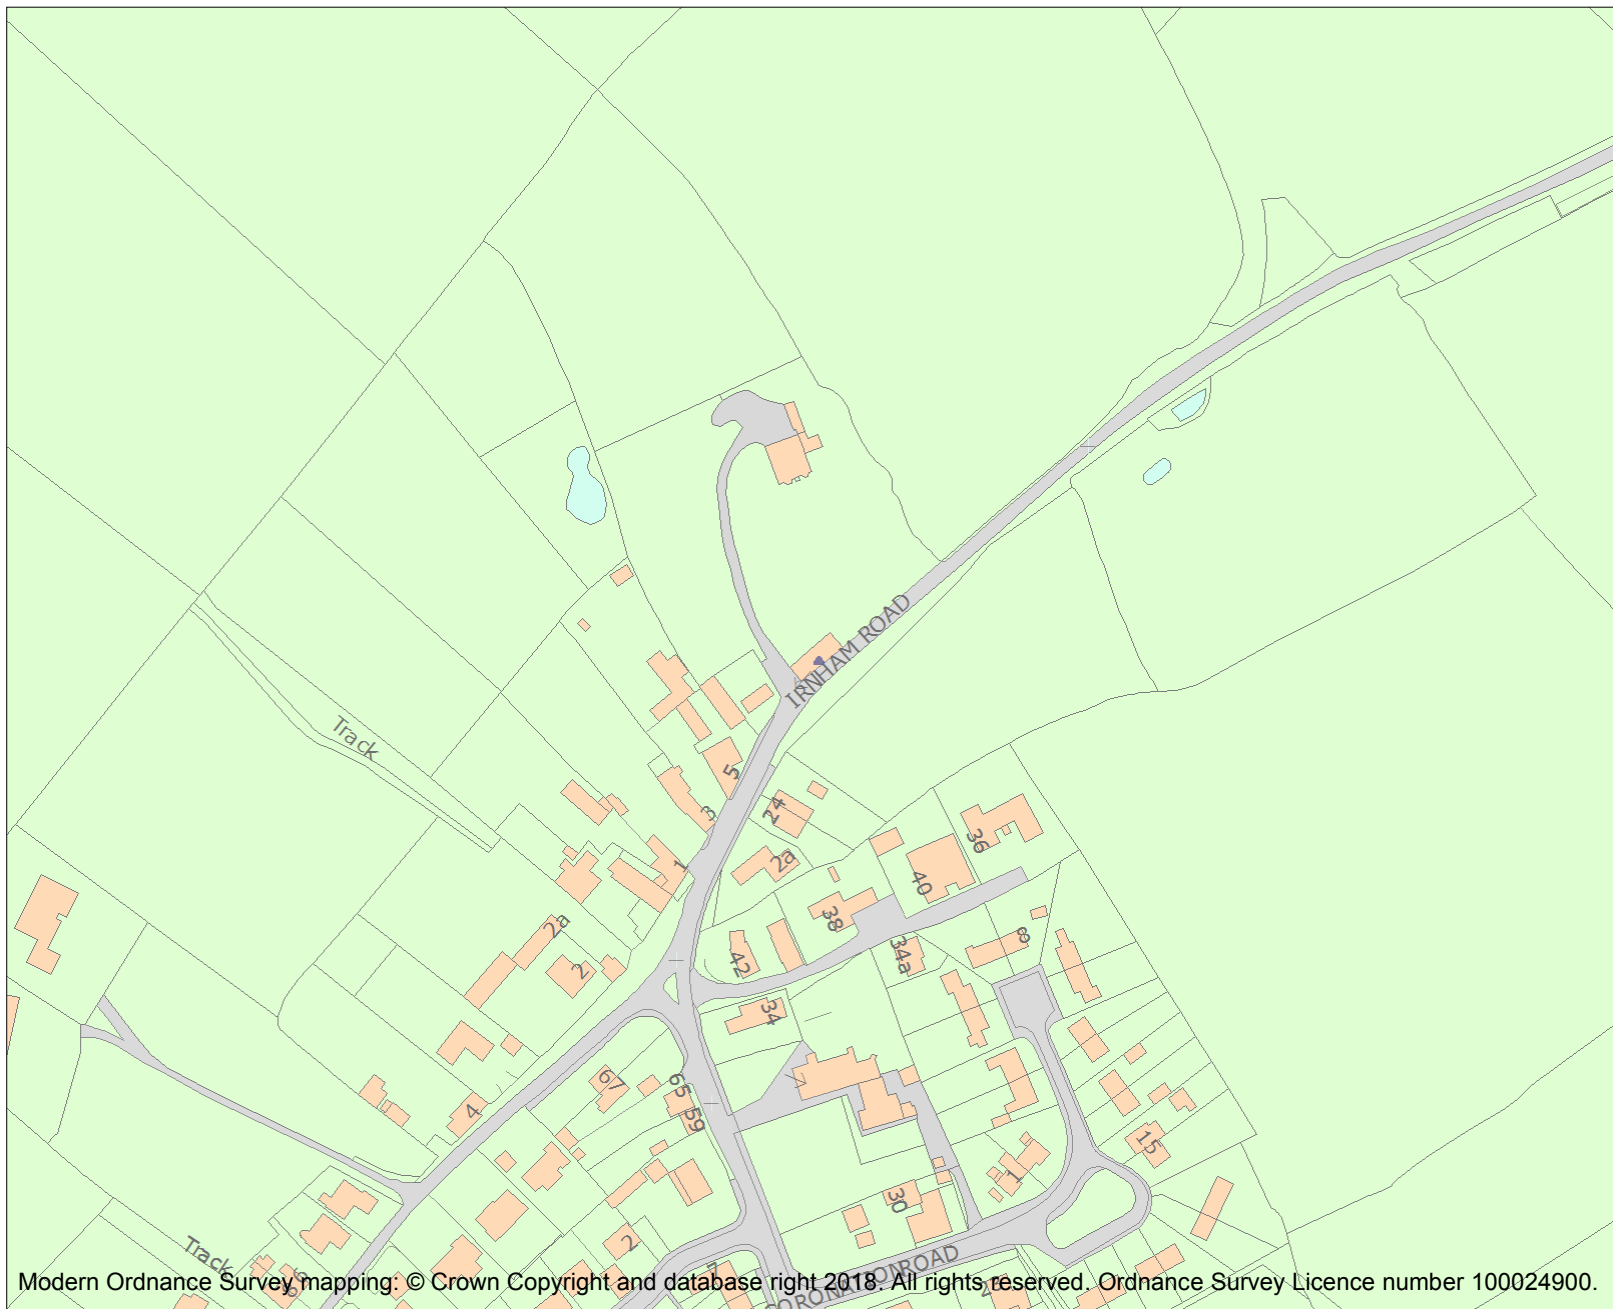 IRNHAM ROAD
Track
5
3
24
1
2a
36
40
38
2a
2
42
34a
8
34
67
65
59
4
15
1
30
2
7
Track
CORONATION ROAD
Modern Ordnance Survey mapping: © Crown Copyright and database right 2018. All rights reserved. Ordnance Survey Licence number 100024900.